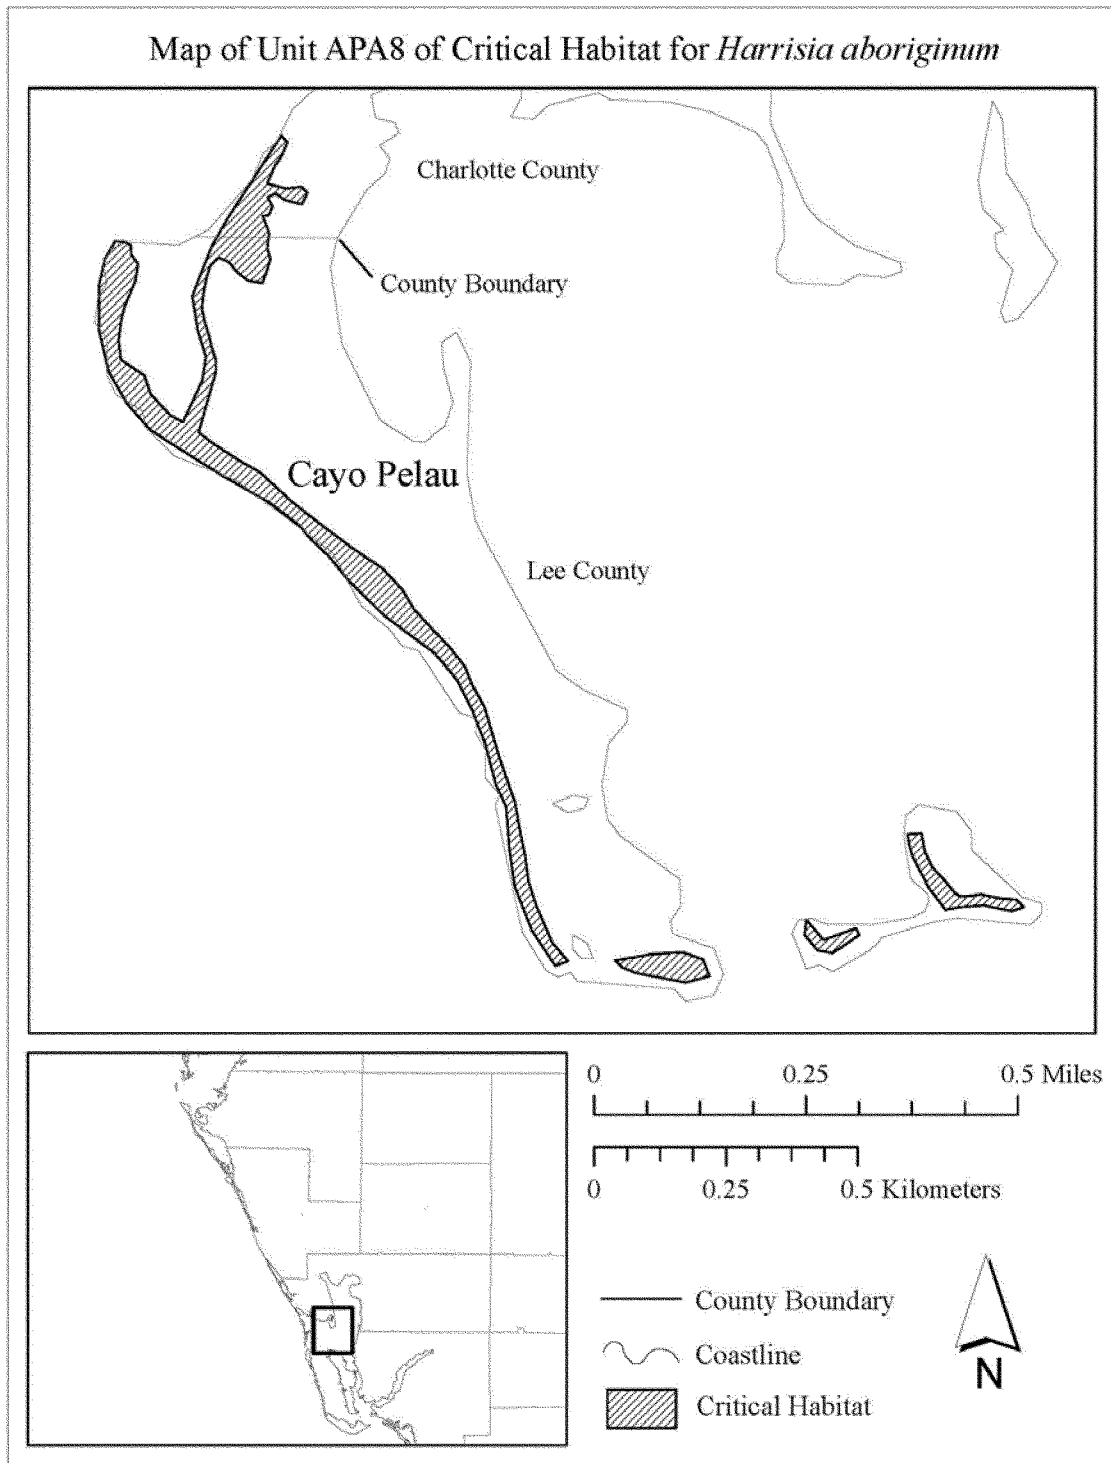 Map of Unit APA8 of Critical Habitat for Harrisia aboriginum
Charlotte County
County Boundary
Cayo Pelau
Lee County
0 0.25 0.5 Miles
0 0.25 0.5 Kilometers
County Boundary
Coastline
Critical Habitat
N